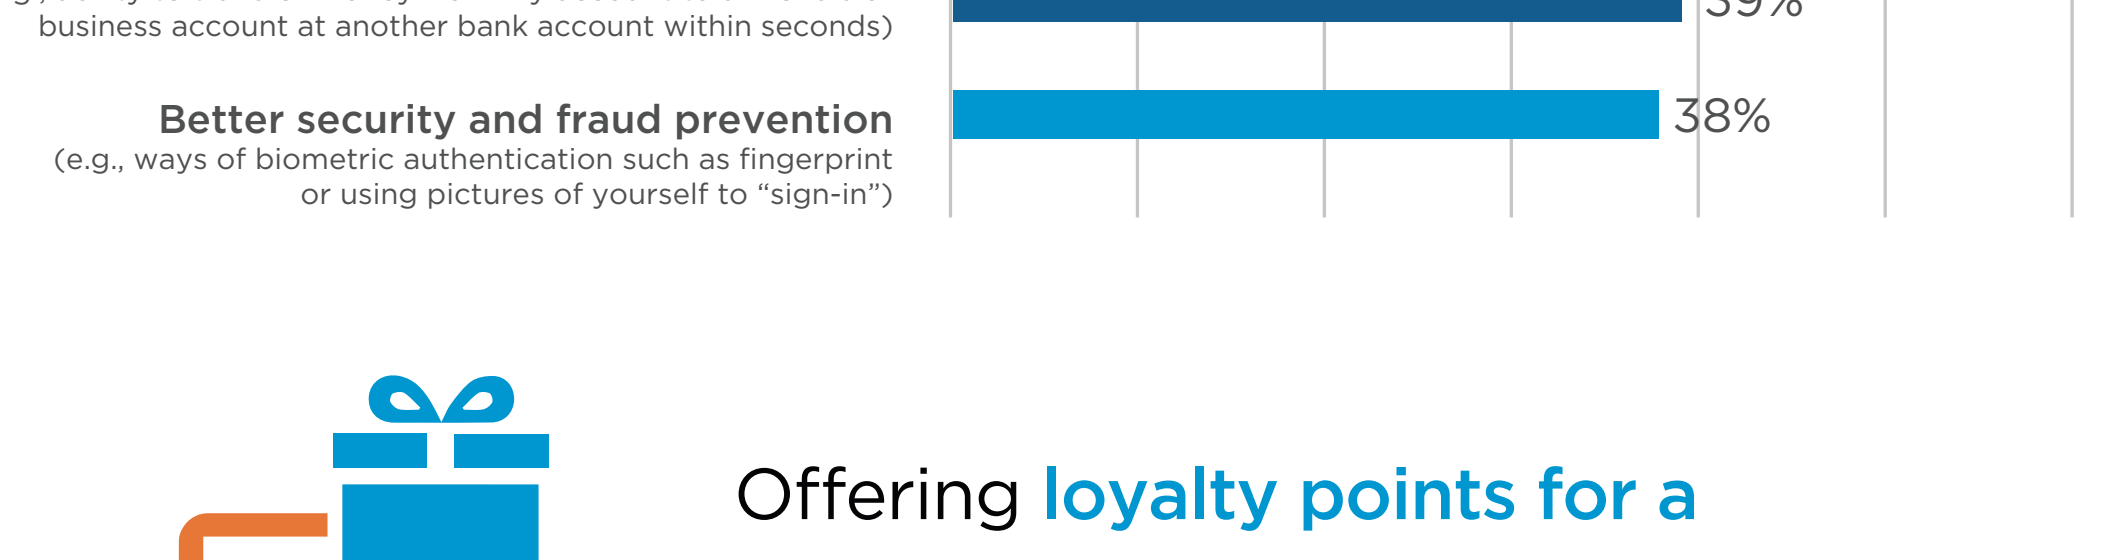 business account at another bank account within seconds)
39%
Better security and fraud prevention
38%
(e.g., ways of biometric authentication such as fingerprint
or using pictures of yourself to “sign-in”)
Offering loyalty points for a